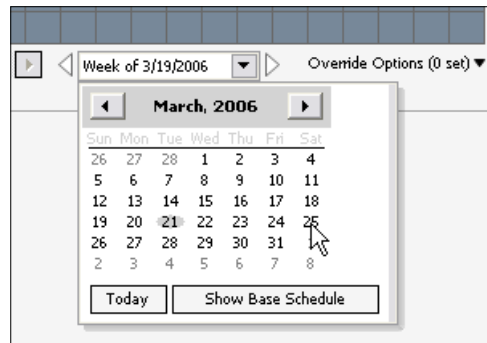 Week of 3/19/2006 Override Options (0 set)
March, 2006
Sun Mon Tue Wed Thu Fri Sat
26 27 28 1 2 3 4
5 6 7 8 9 10 11
12 13 14 15 16 17 18
19 20 21 22 23 24 25
26 27 28 29 30 31 1
2 3 4 5 6 7 8
Today Show Base Schedule